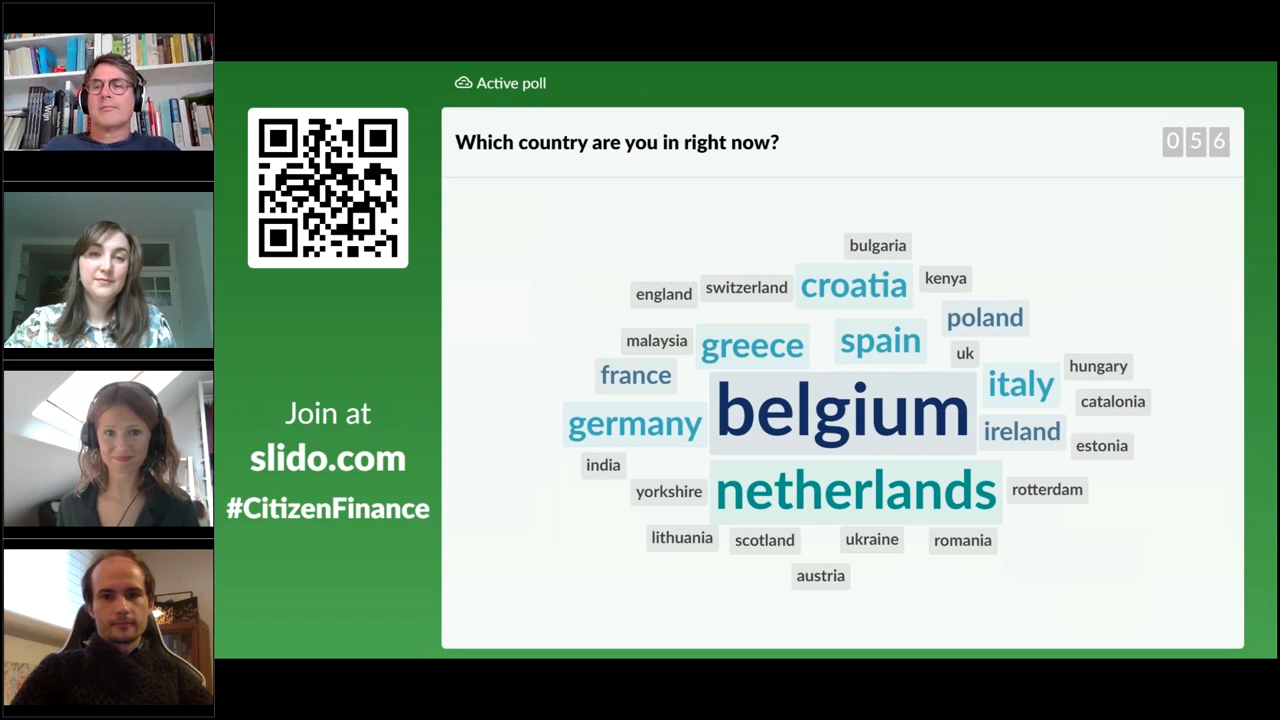 Active poll
Which country are you in right now?
056
Join at
slido.com
#CitizenFinance
bulgaria
england
switzerland
croatia
kenya
malaysia
greece
spain
poland
uk
france
italy
hungary
catalonia
germany
belgium
ireland
estonia
india
yorkshire
netherlands
rotterdam
lithuania
scotland
ukraine
romania
austria